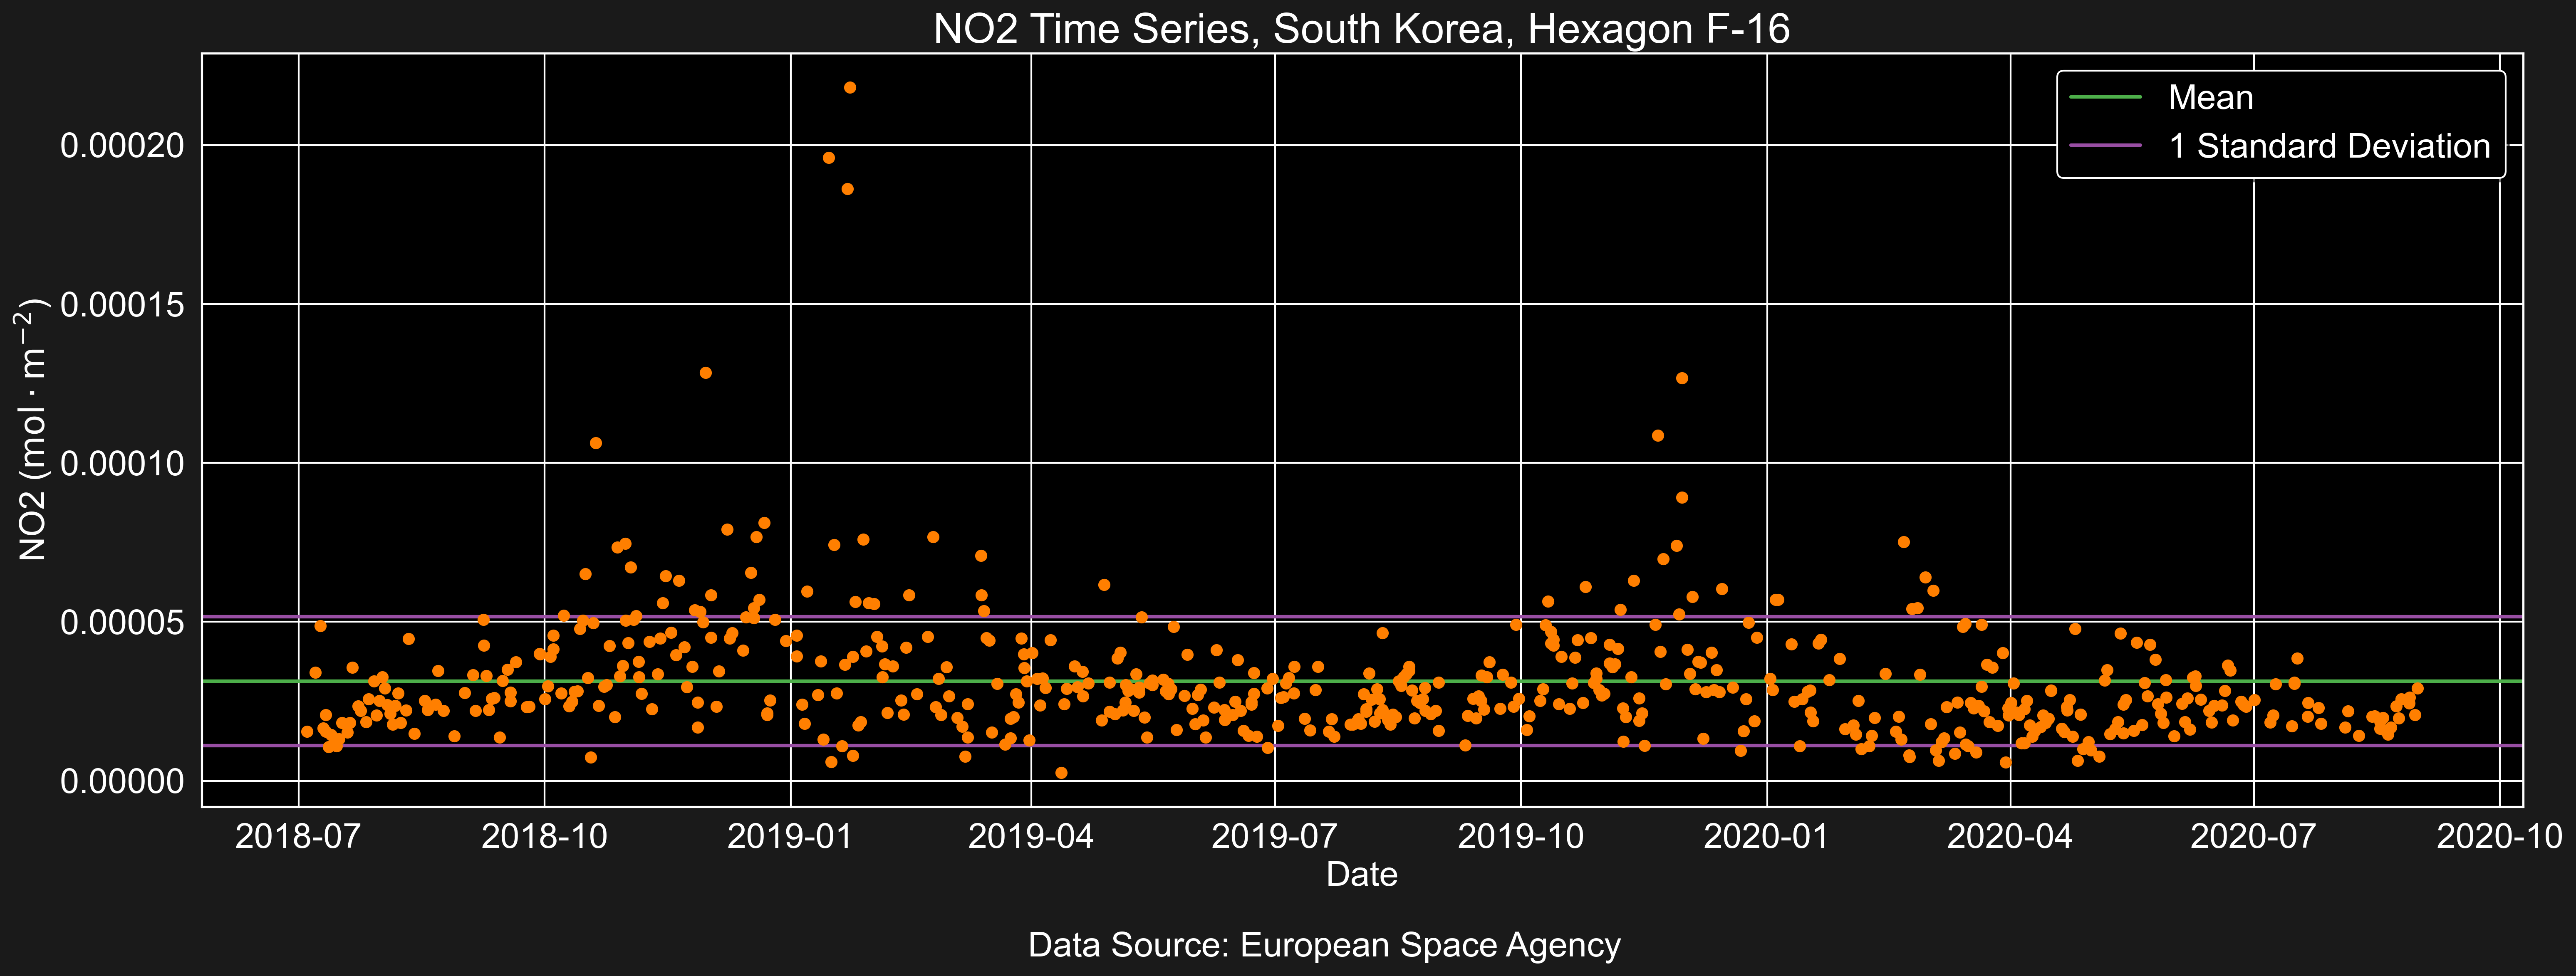 NO2 Time Series, South Korea, Hexagon F-16
Mean
1 Standard Deviation
NO2 (mol · m⁻²)
0.00020
0.00015
0.00010
0.00005
0.00000
2018-07 2018-10 2019-01 2019-04 2019-07 2019-10 2020-01 2020-04 2020-07 2020-10
Date
Data Source: European Space Agency